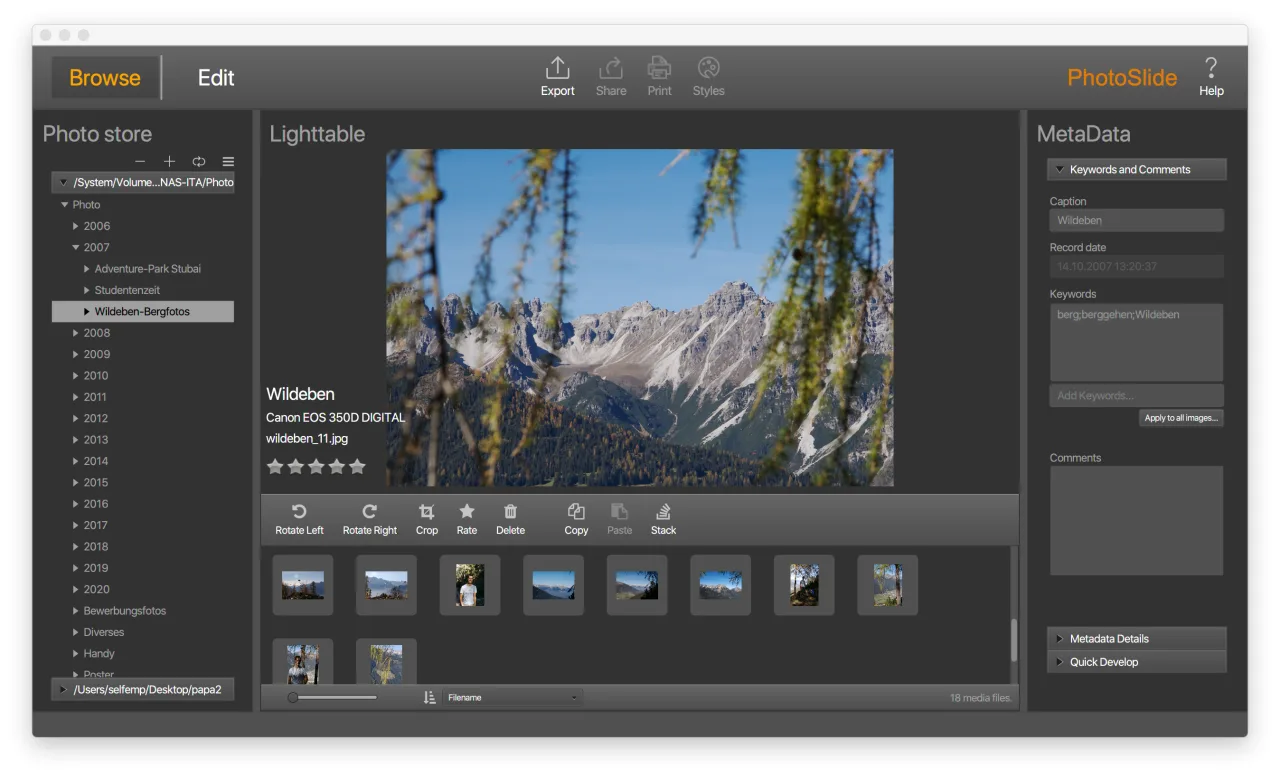 Browse
Edit
Export
Share
Print
Styles
PhotoSlide
Help
Photo store
/System/Volume...NAS-ITA/Photo
Photo
2006
2007
Adventure-Park Stubai
Studentenzeit
Wildeben-Bergfotos
2008
2009
2010
2011
2012
2013
2014
2015
2016
2017
2018
2019
2020
Bewerbungsfotos
Diverses
Handy
Poster
/Users/selfemp/Desktop/papa2
Lighttable
Wildeben
Canon EOS 350D DIGITAL
wildeben_11.jpg
Rotate Left
Rotate Right
Crop
Rate
Delete
Copy
Paste
Stack
Filename
18 media files.
MetaData
Keywords and Comments
Caption
Wildeben
Record date
14.10.2007 13:20:37
Keywords
berg;berggehen;Wildeben
Add Keywords...
Apply to all images...
Comments
Metadata Details
Quick Develop